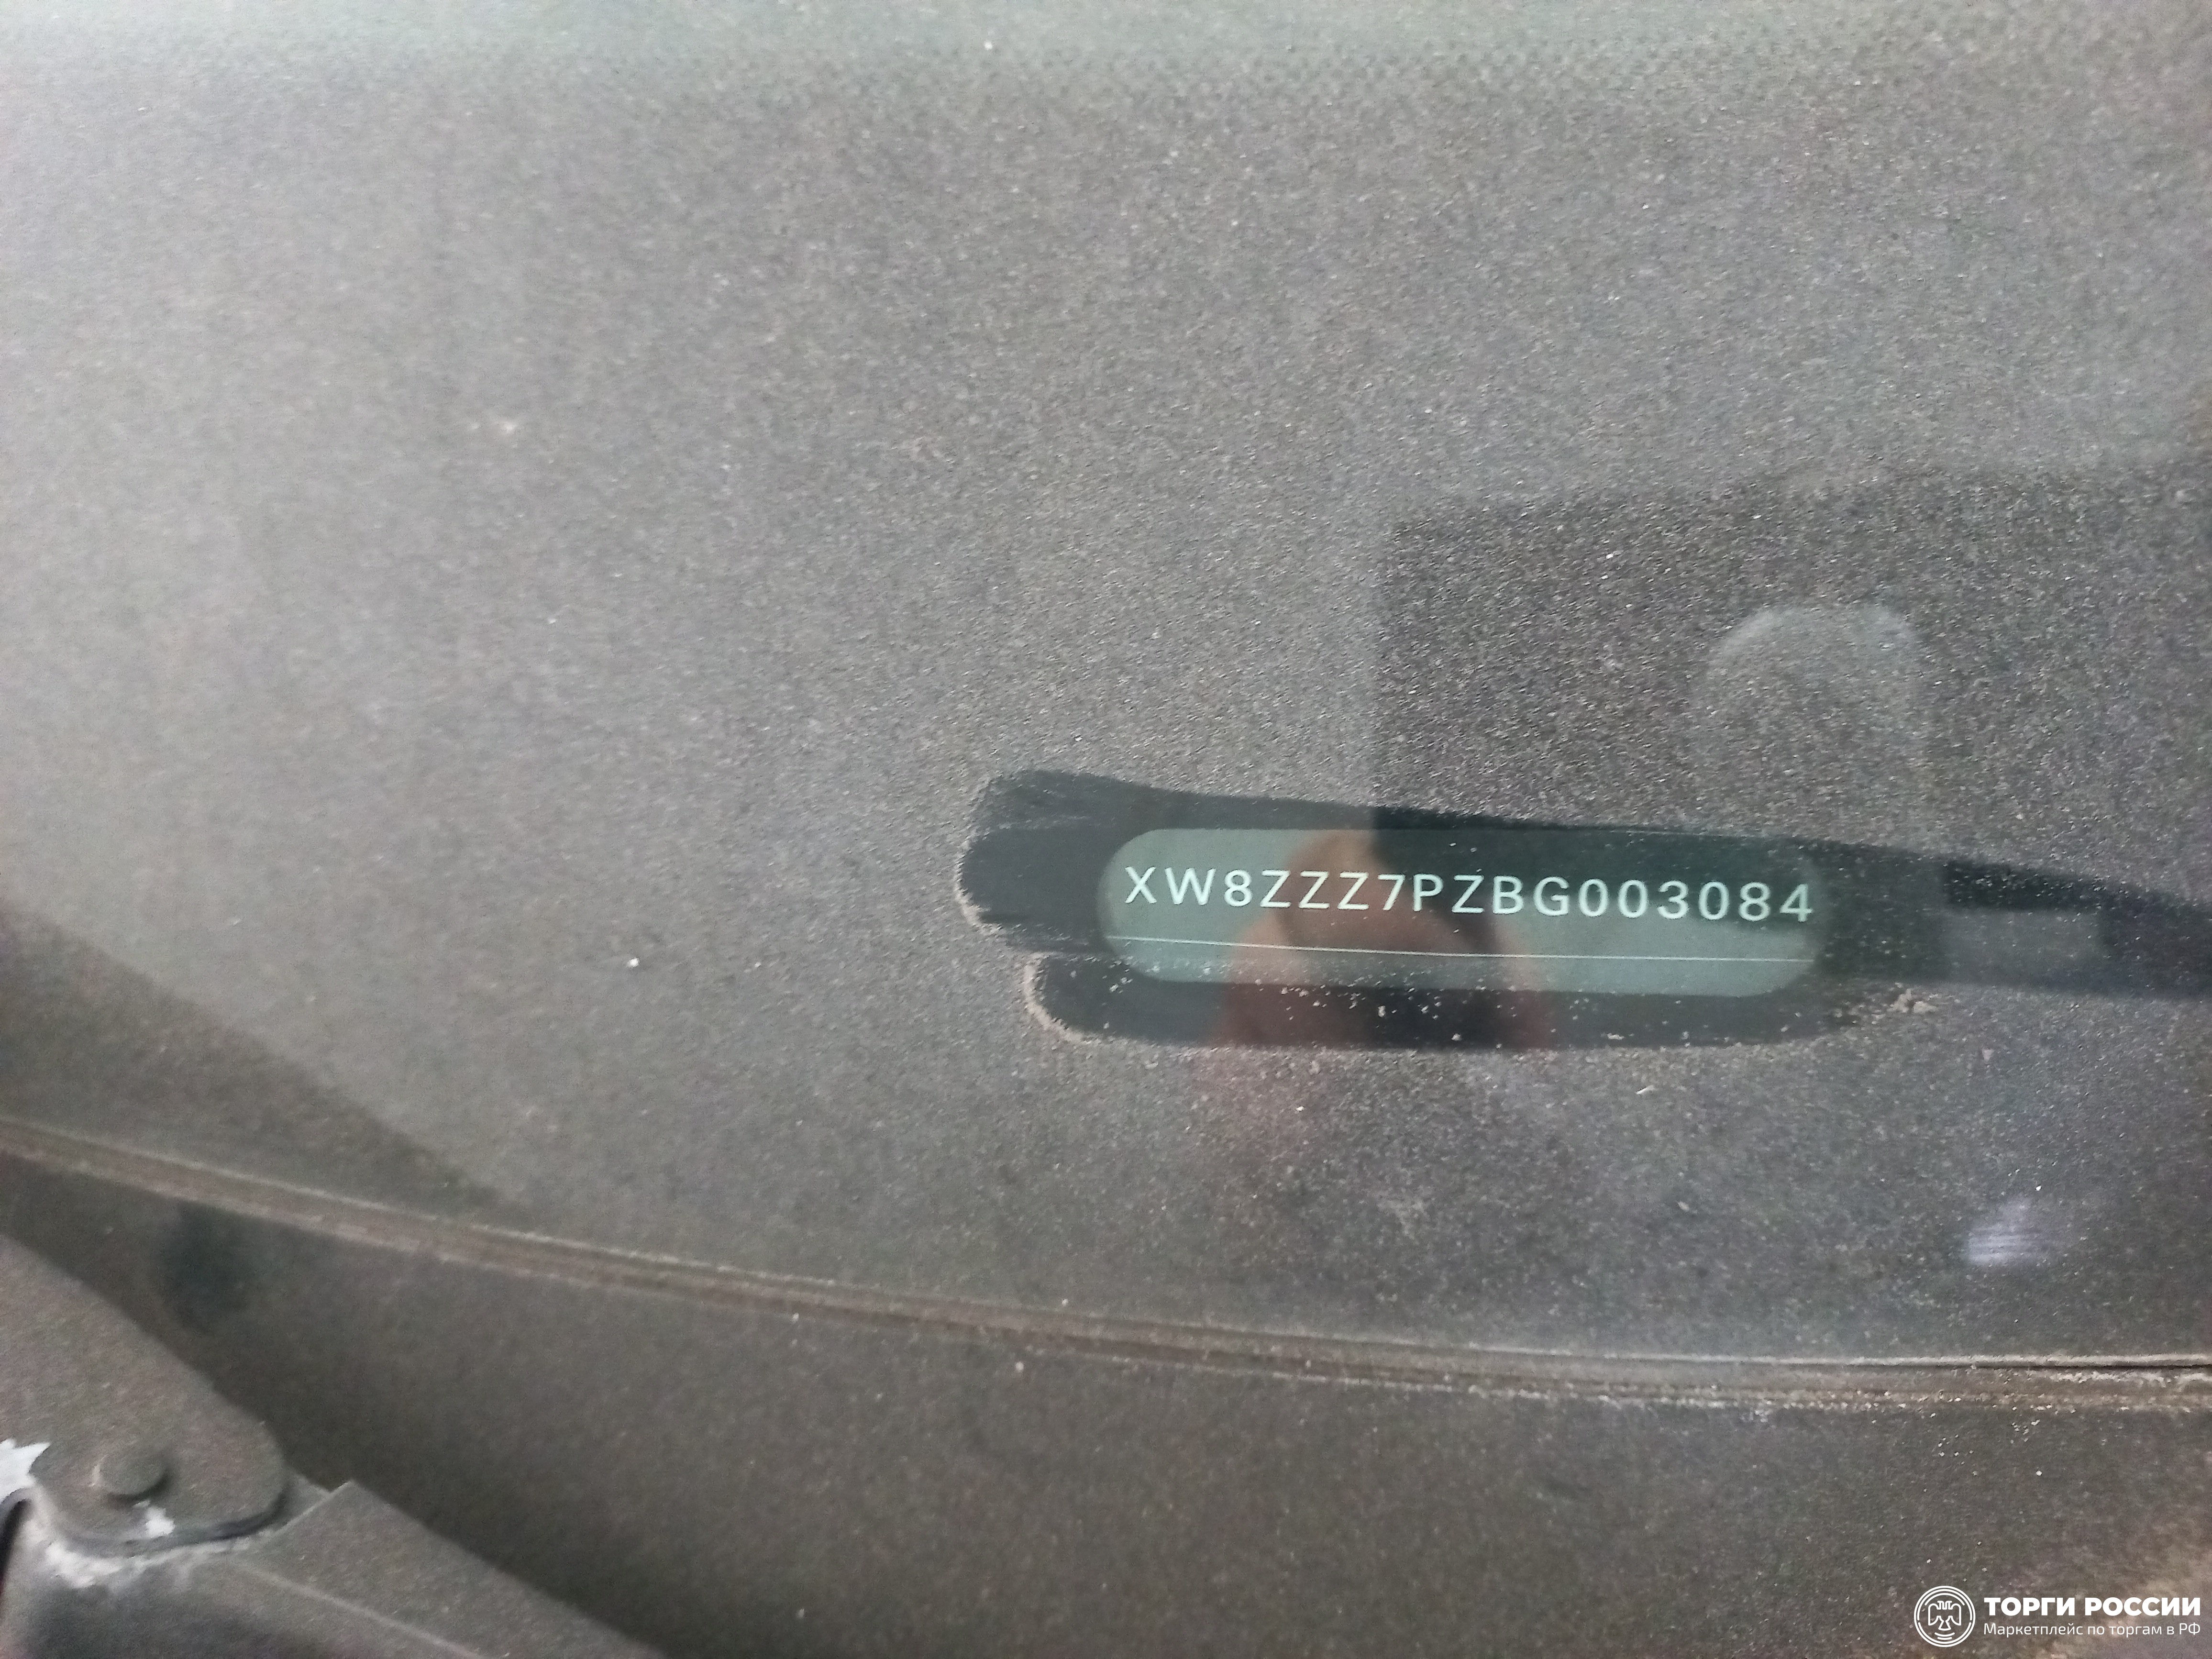 XW8ZZZ7PZBG003084
ТОРГИ РОССИИ
Маркетплейс по торгам в РФ